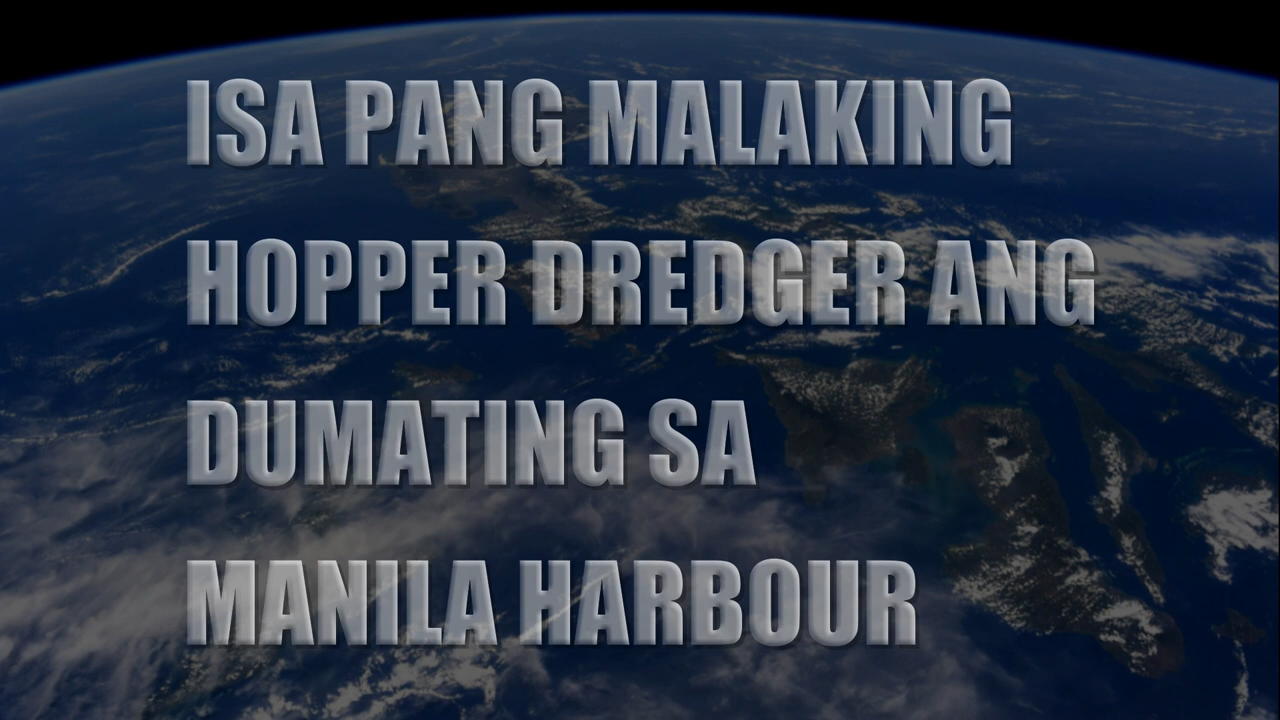 ISA PANG MALAKING
HOPPER DREDGER ANG
DUMATING SA
MANILA HARBOUR